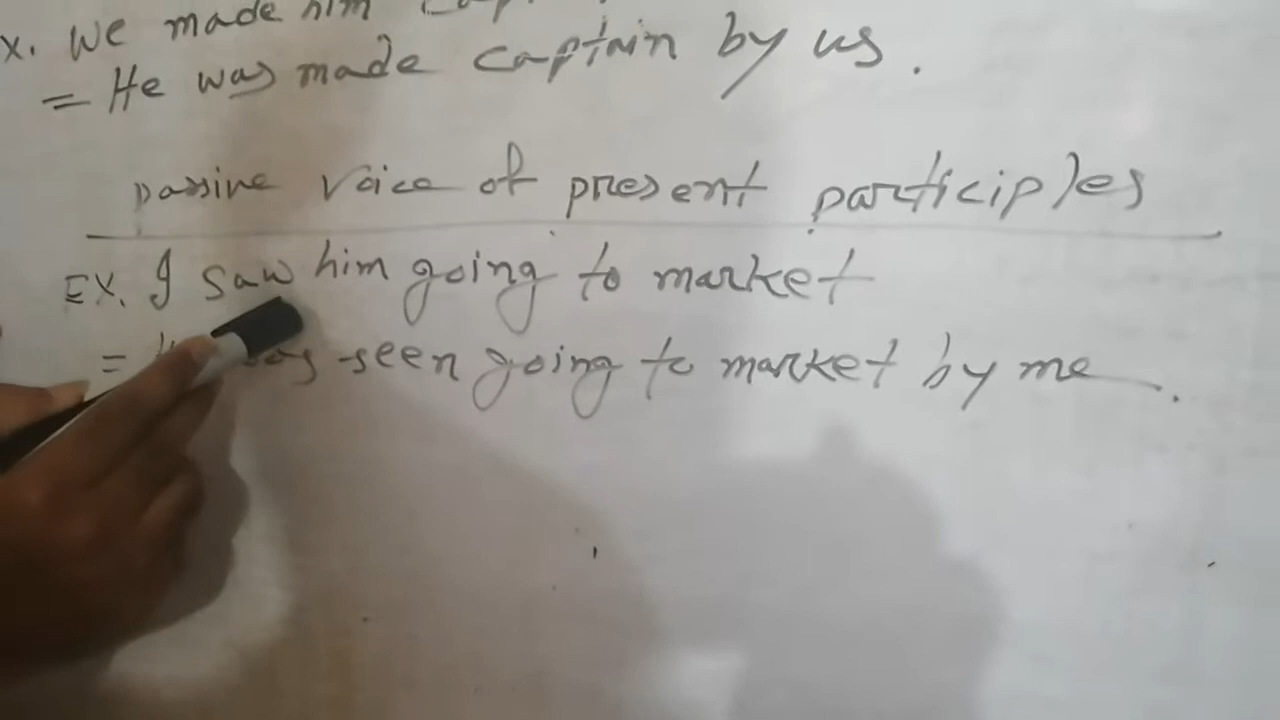 x. We made him
= He was made captain by us.
passive voice of present participles
EX. I saw him going to market
= seen going to market by me.